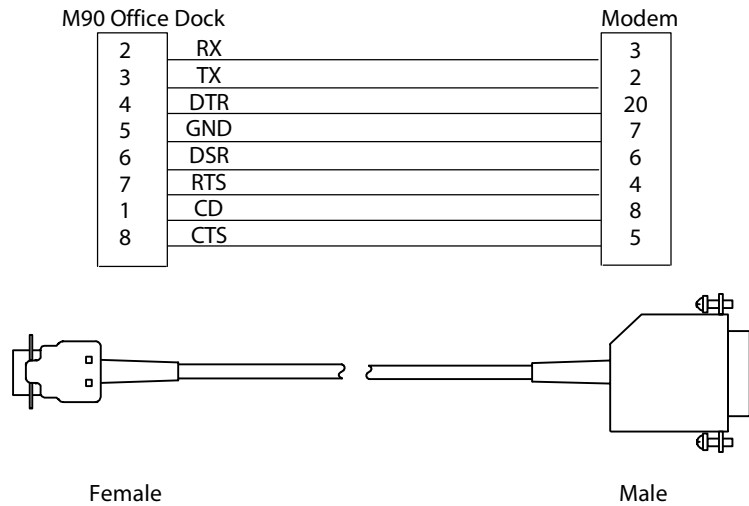 M90 Office Dock Modem
2 RX 3
3 TX 2
4 DTR 20
5 GND 7
6 DSR 6
7 RTS 4
1 CD 8
8 CTS 5
Female Male